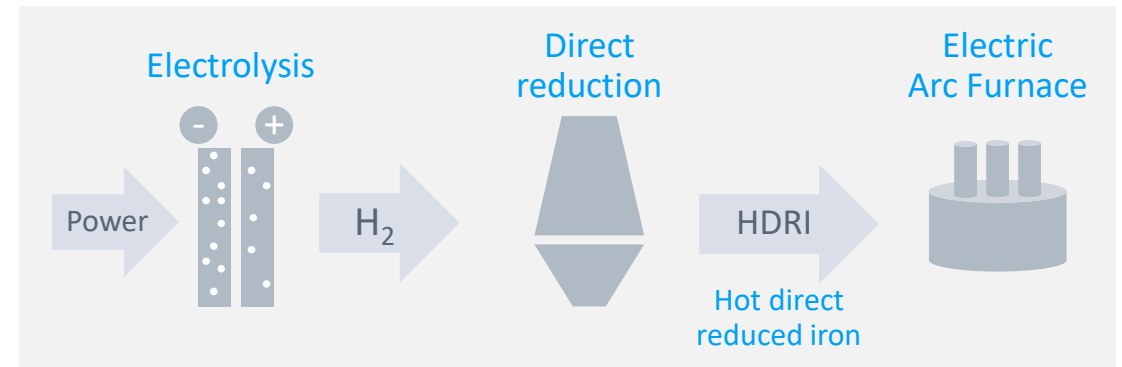 Electrolysis
Direct
reduction
Electric
Arc Furnace
- +
Power
H₂
HDRI
Hot direct
reduced iron